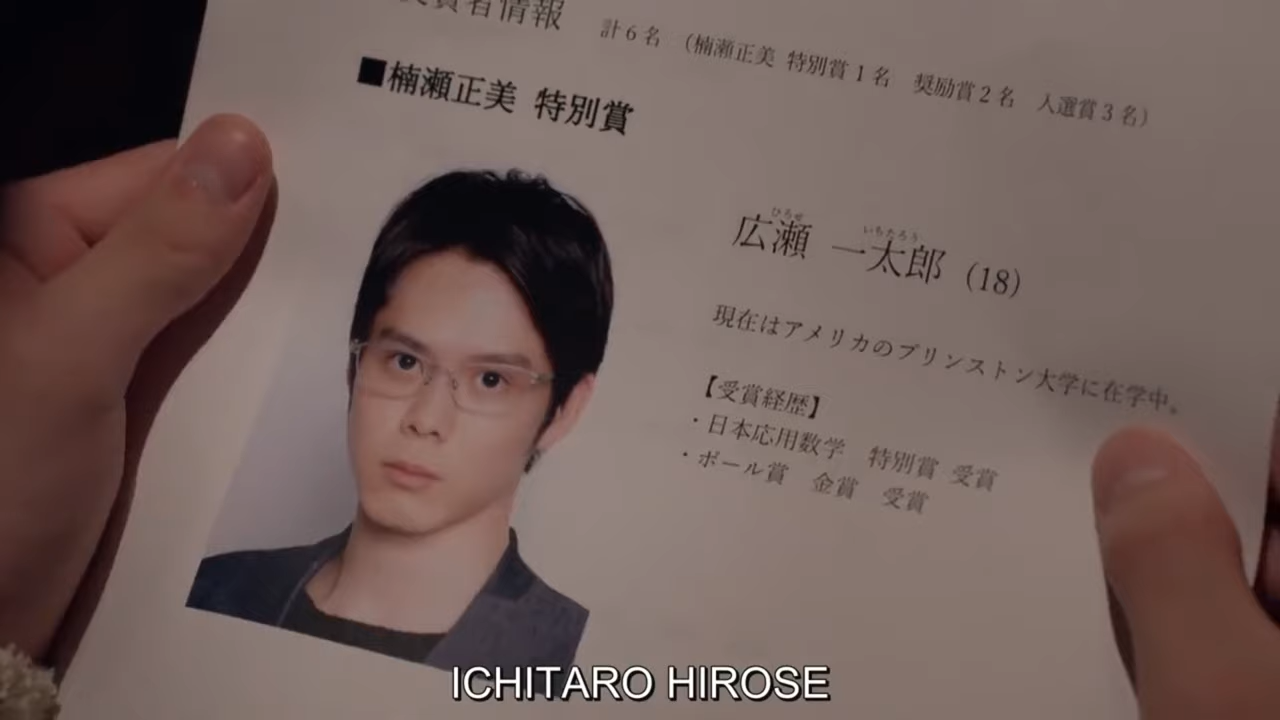 賞者情報 計6名 (楠瀬正美 特別賞1名 奨励賞2名 入選賞3名)
■楠瀬正美 特別賞
ひろせ いちたろう
広瀬 一太郎 (18)
現在はアメリカのプリンストン大学に在学中。
【受賞経歴】
・日本応用数学 特別賞 受賞
・ポール賞 金賞 受賞
ICHITARO HIROSE